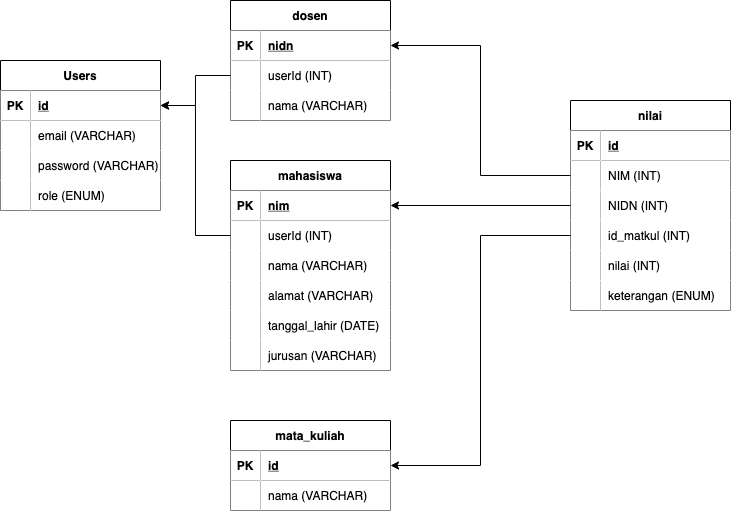 Users
PK id
email (VARCHAR)
password (VARCHAR)
role (ENUM)
dosen
PK nidn
userId (INT)
nama (VARCHAR)
mahasiswa
PK nim
userId (INT)
nama (VARCHAR)
alamat (VARCHAR)
tanggal_lahir (DATE)
jurusan (VARCHAR)
mata_kuliah
PK id
nama (VARCHAR)
nilai
PK id
NIM (INT)
NIDN (INT)
id_matkul (INT)
nilai (INT)
keterangan (ENUM)